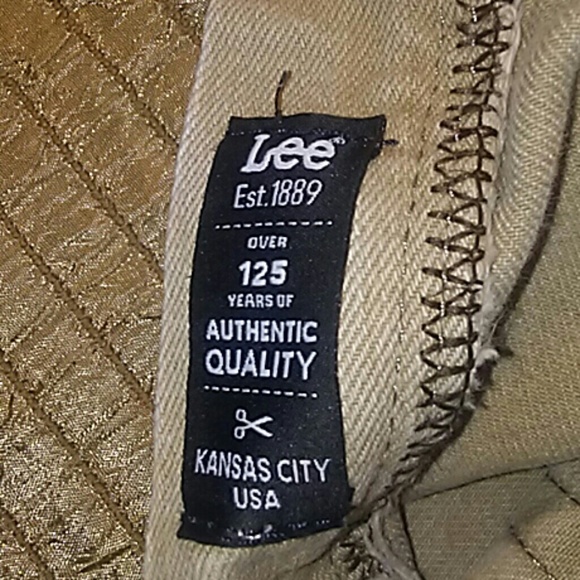 Lee®
Est.1889
OVER
125
YEARS OF
AUTHENTIC
QUALITY
KANSAS CITY
USA